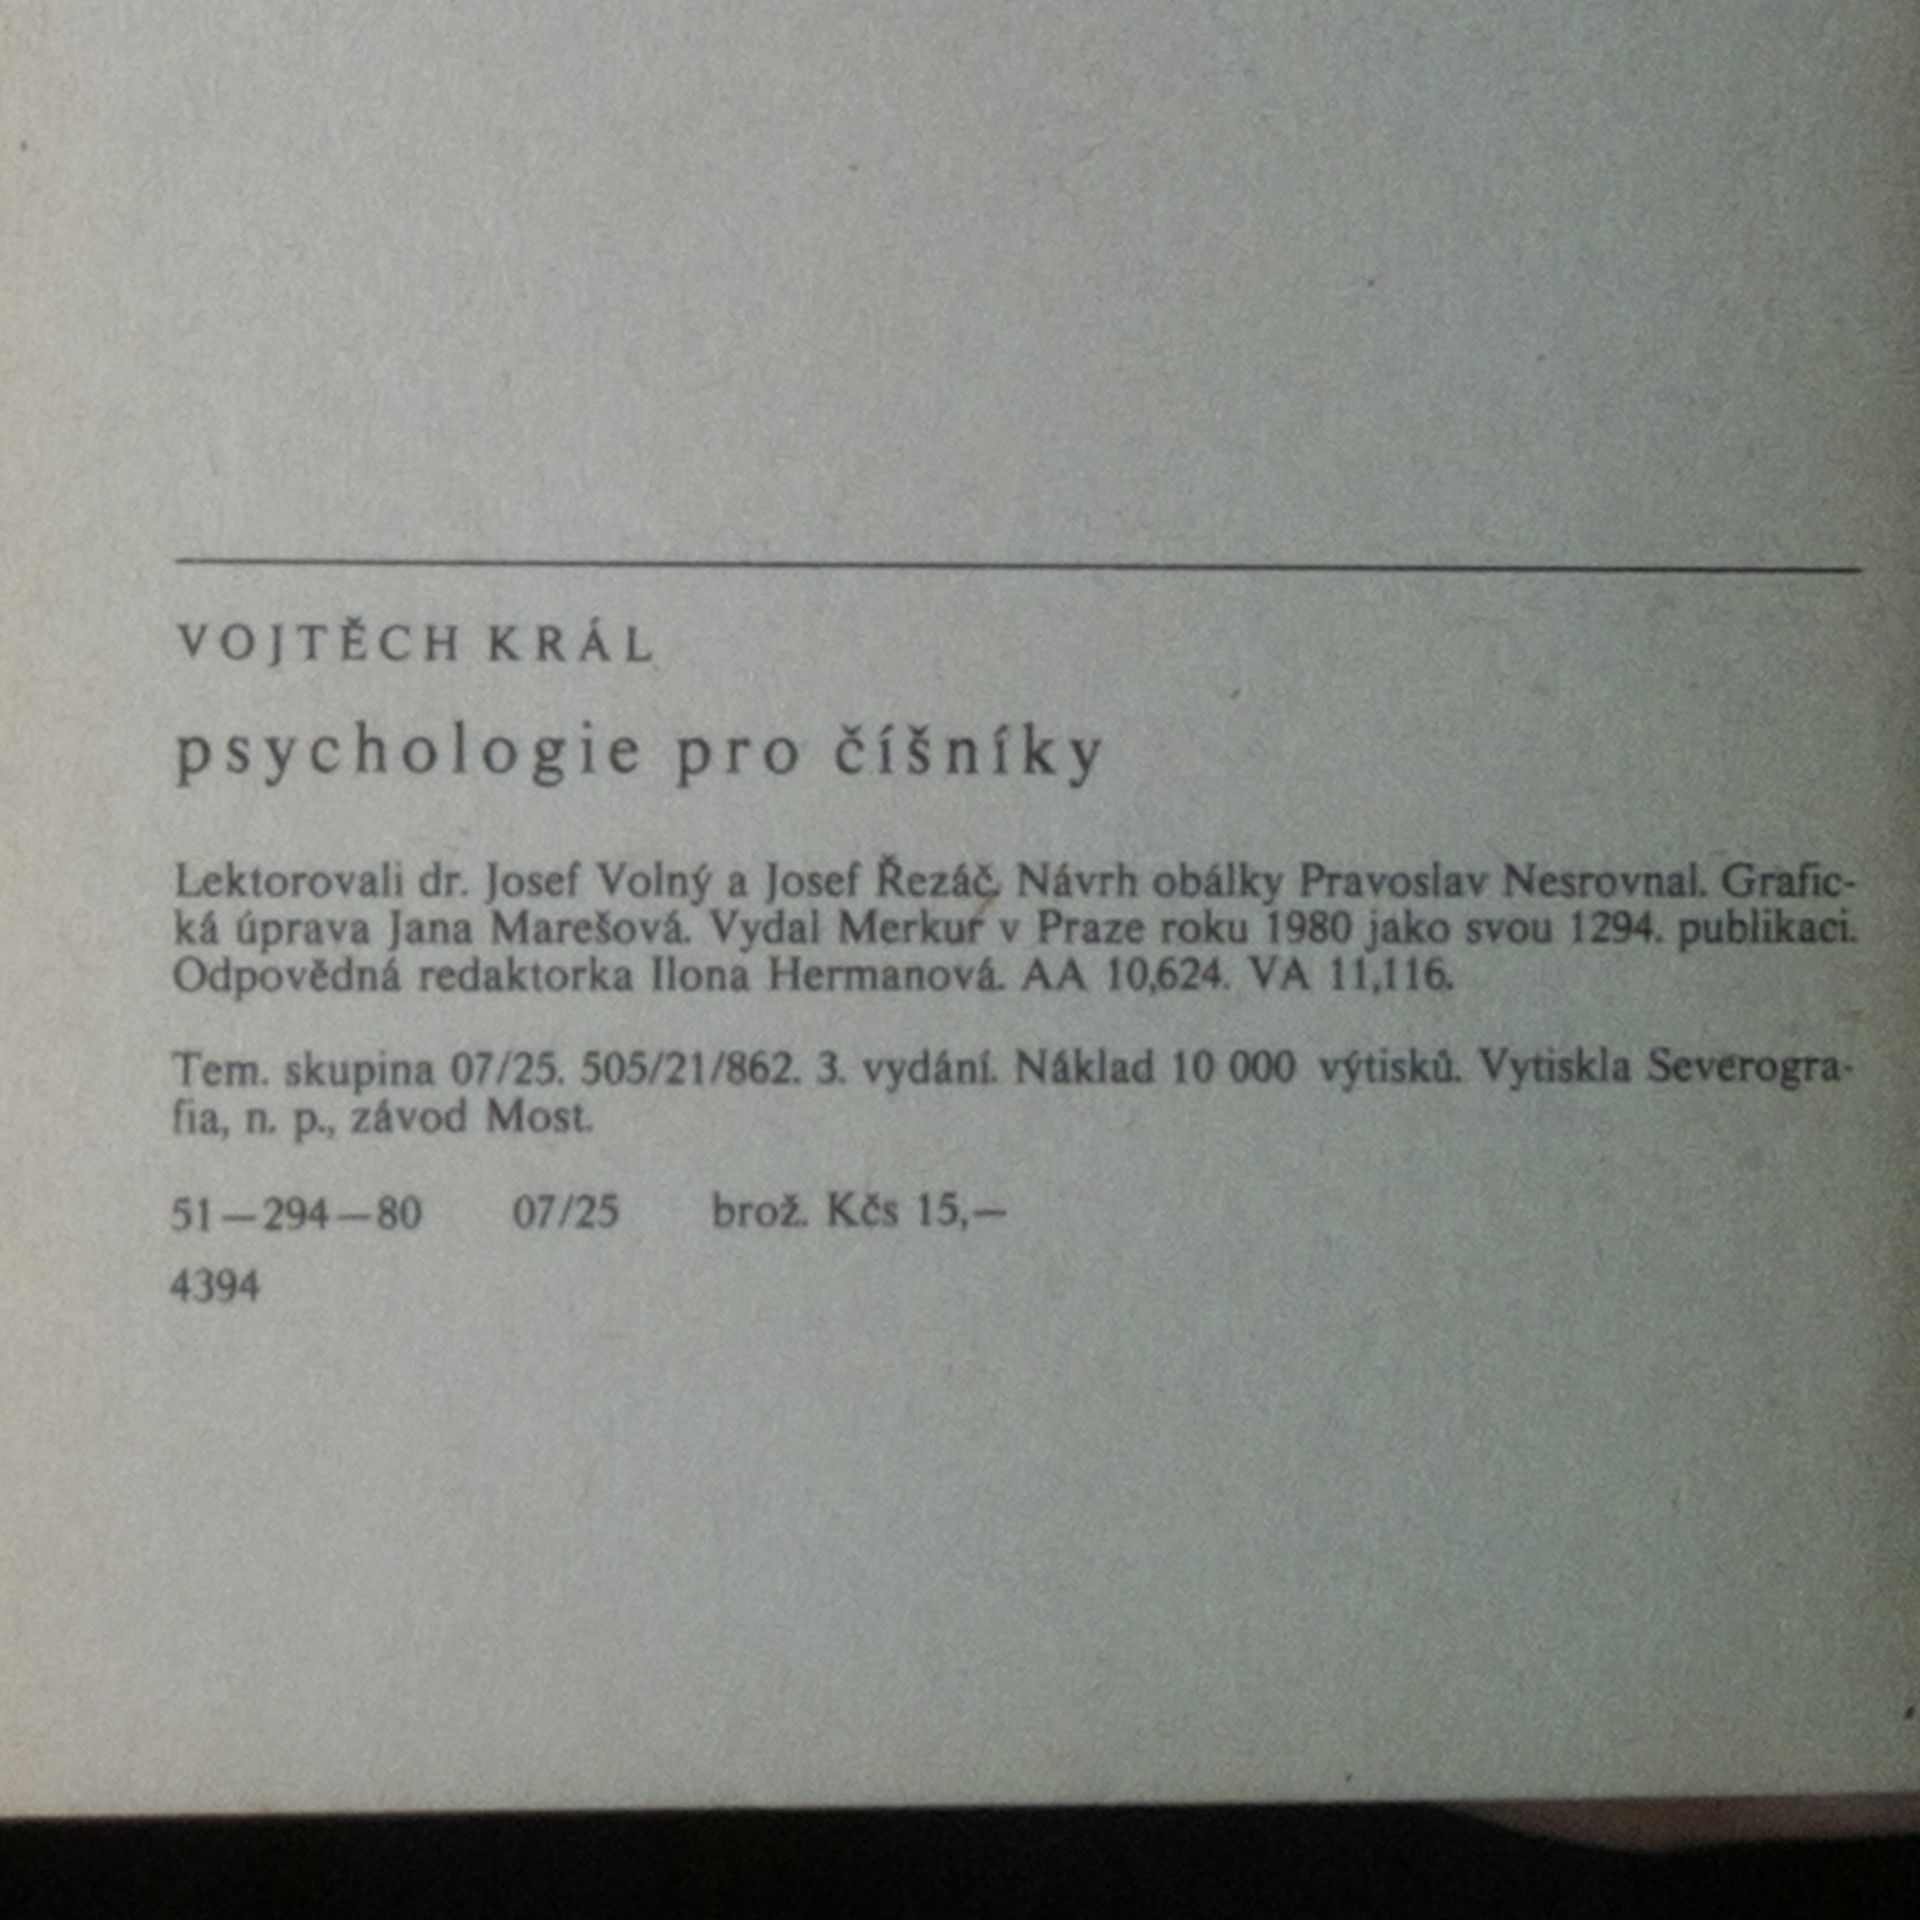 VOJTĚCH KRÁL
psychologie pro číšníky
Lektorovali dr. Josef Volný a Josef Řezáč. Návrh obálky Pravoslav Nesrovnal. Grafic-
ká úprava Jana Marešová. Vydal Merkur v Praze roku 1980 jako svou 1294. publikaci.
Odpovědná redaktorka Ilona Hermanová. AA 10,624. VA 11,116.
Tem. skupina 07/25. 505/21/862. 3. vydání. Náklad 10 000 výtisků. Vytiskla Severogra-
fia, n. p., závod Most.
51—294—80 07/25 brož. Kčs 15,—
4394